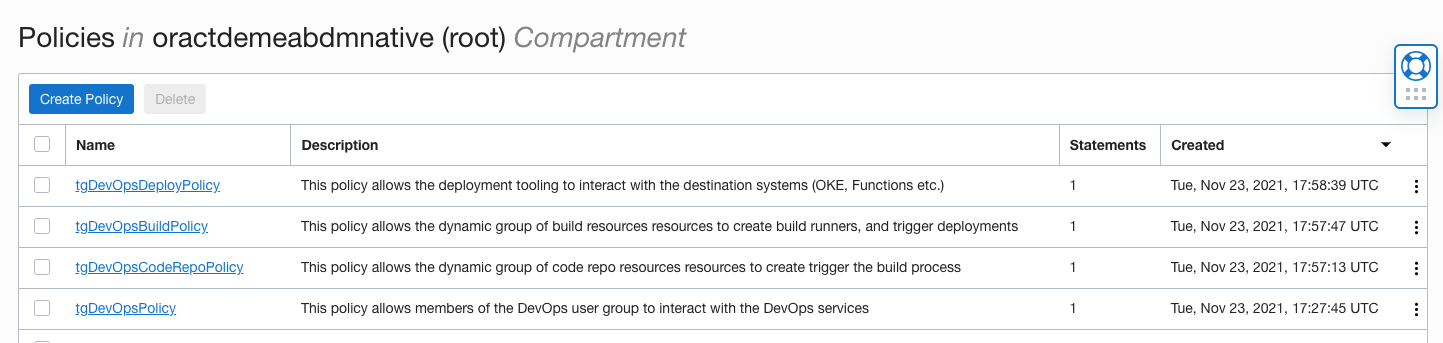 Policies in oractdemeabdmnative (root) Compartment
Create Policy Delete
Name Description Statements Created
tgDevOpsDeployPolicy This policy allows the deployment tooling to interact with the destination systems (OKE, Functions etc.) 1 Tue, Nov 23, 2021, 17:58:39 UTC
tgDevOpsBuildPolicy This policy allows the dynamic group of build resources resources to create build runners, and trigger deployments 1 Tue, Nov 23, 2021, 17:57:47 UTC
tgDevOpsCodeRepoPolicy This policy allows the dynamic group of code repo resources resources to create trigger the build process 1 Tue, Nov 23, 2021, 17:57:13 UTC
tgDevOpsPolicy This policy allows members of the DevOps user group to interact with the DevOps services 1 Tue, Nov 23, 2021, 17:27:45 UTC